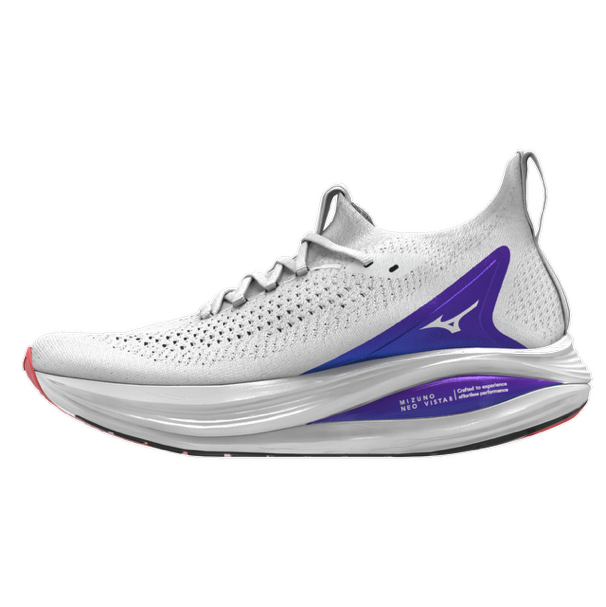 MIZUNO
NEO VISTA
Crafted to experience
effortless performance